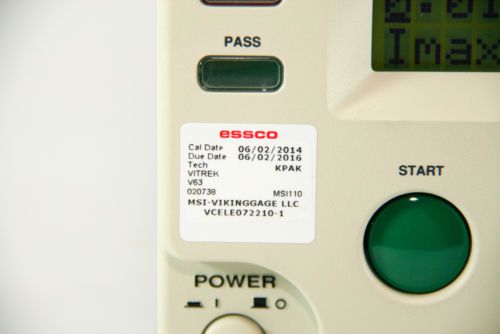 PASS
Imax
essco
Cal Date 06/02/2014
Due Date 06/02/2016
Tech KPAK
VITREK
V63
020738 MSI110
MSI-VIKINGGAGE LLC
VCELE072210-1
START
POWER